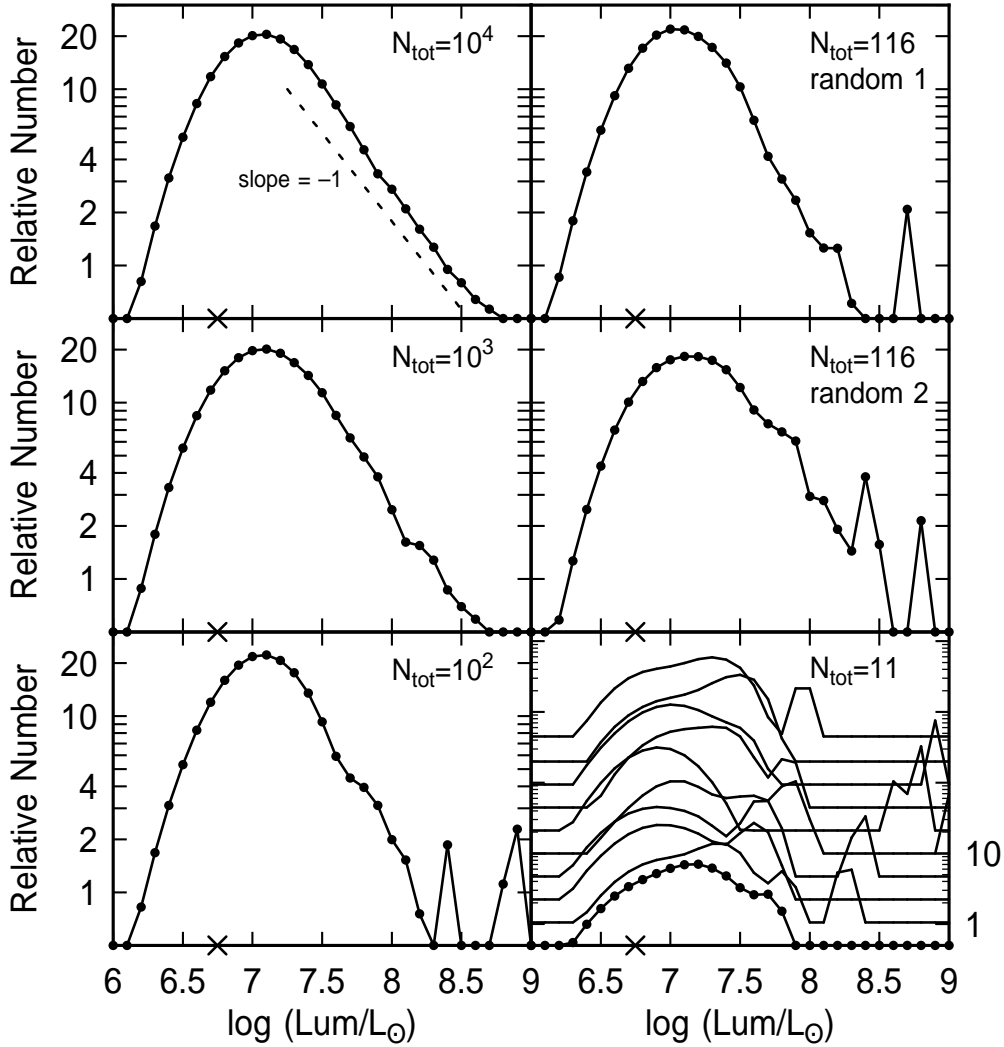 Relative Number
20
10
4
2
1
N_tot=10^4
slope = −1
N_tot=116
random 1
Relative Number
20
10
4
2
1
N_tot=10^3
N_tot=116
random 2
Relative Number
20
10
4
2
1
N_tot=10^2
N_tot=11
10
1
6 6.5 7 7.5 8 8.5
6.5 7 7.5 8 8.5 9
log (Lum/L_⊙)
log (Lum/L_⊙)